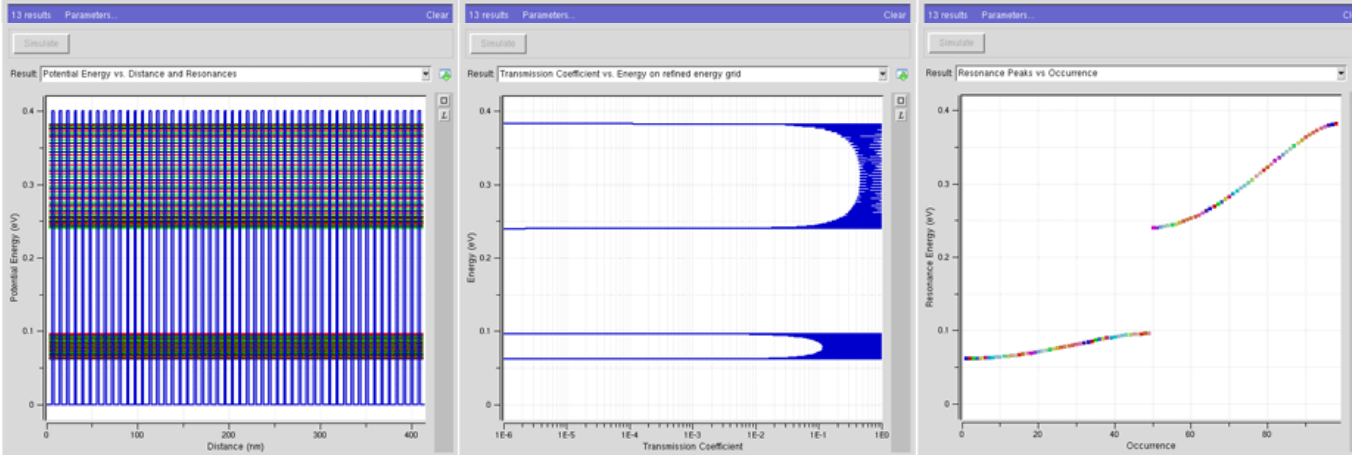 13 results Parameters... Clear
Simulate
Result: Potential Energy vs. Distance and Resonances
Potential Energy (eV)
0.4
0.3
0.2
0.1
0
0 100 200 300 400
Distance (nm)
L
13 results Parameters... Clear
Simulate
Result: Transmission Coefficient vs. Energy on refined energy grid
Energy (eV)
0.4
0.3
0.2
0.1
0
1E-6 1E-5 1E-4 1E-3 1E-2 1E-1 1E0
Transmission Coefficient
L
13 results Parameters... Cl
Simulate
Result: Resonance Peaks vs Occurrence
Resonance Energy (eV)
0.4
0.3
0.2
0.1
0
0 20 40 60 80
Occurrence